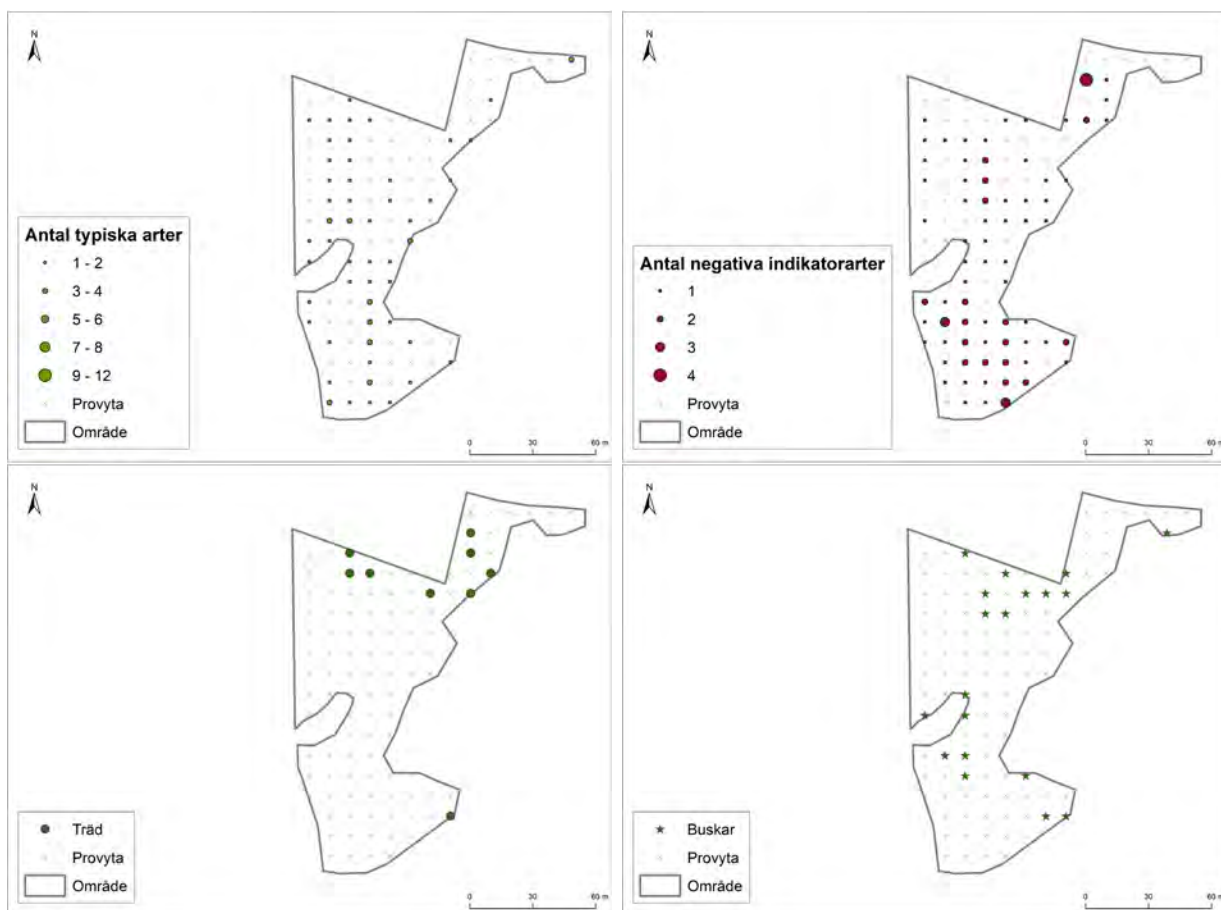 N
Antal typiska arter
1 - 2
3 - 4
5 - 6
7 - 8
9 - 12
Provyta
Område
0 30 60 m
N
Antal negativa indikatorarter
1
2
3
4
Provyta
Område
0 30 60 m
N
Träd
Provyta
Område
0 30 60 m
N
Buskar
Provyta
Område
0 30 60 m